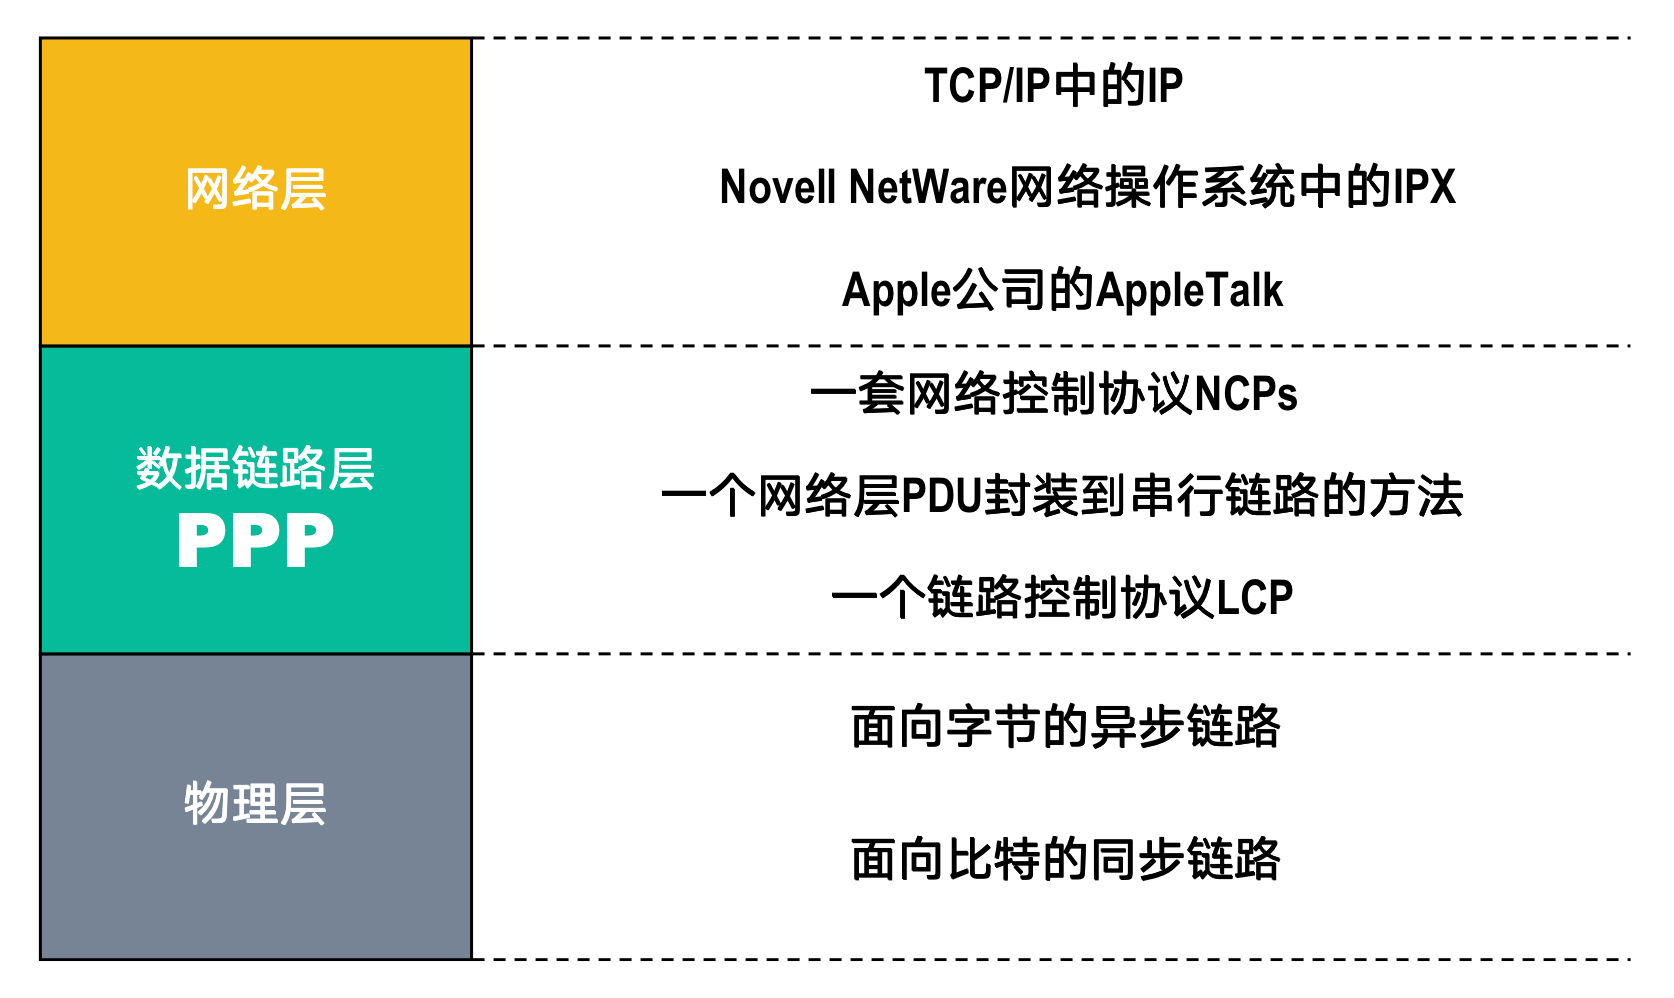 网络层
TCP/IP中的IP
Novell NetWare网络操作系统中的IPX
Apple公司的AppleTalk
数据链路层
PPP
一套网络控制协议NCPs
一个网络层PDU封装到串行链路的方法
一个链路控制协议LCP
物理层
面向字节的异步链路
面向比特的同步链路